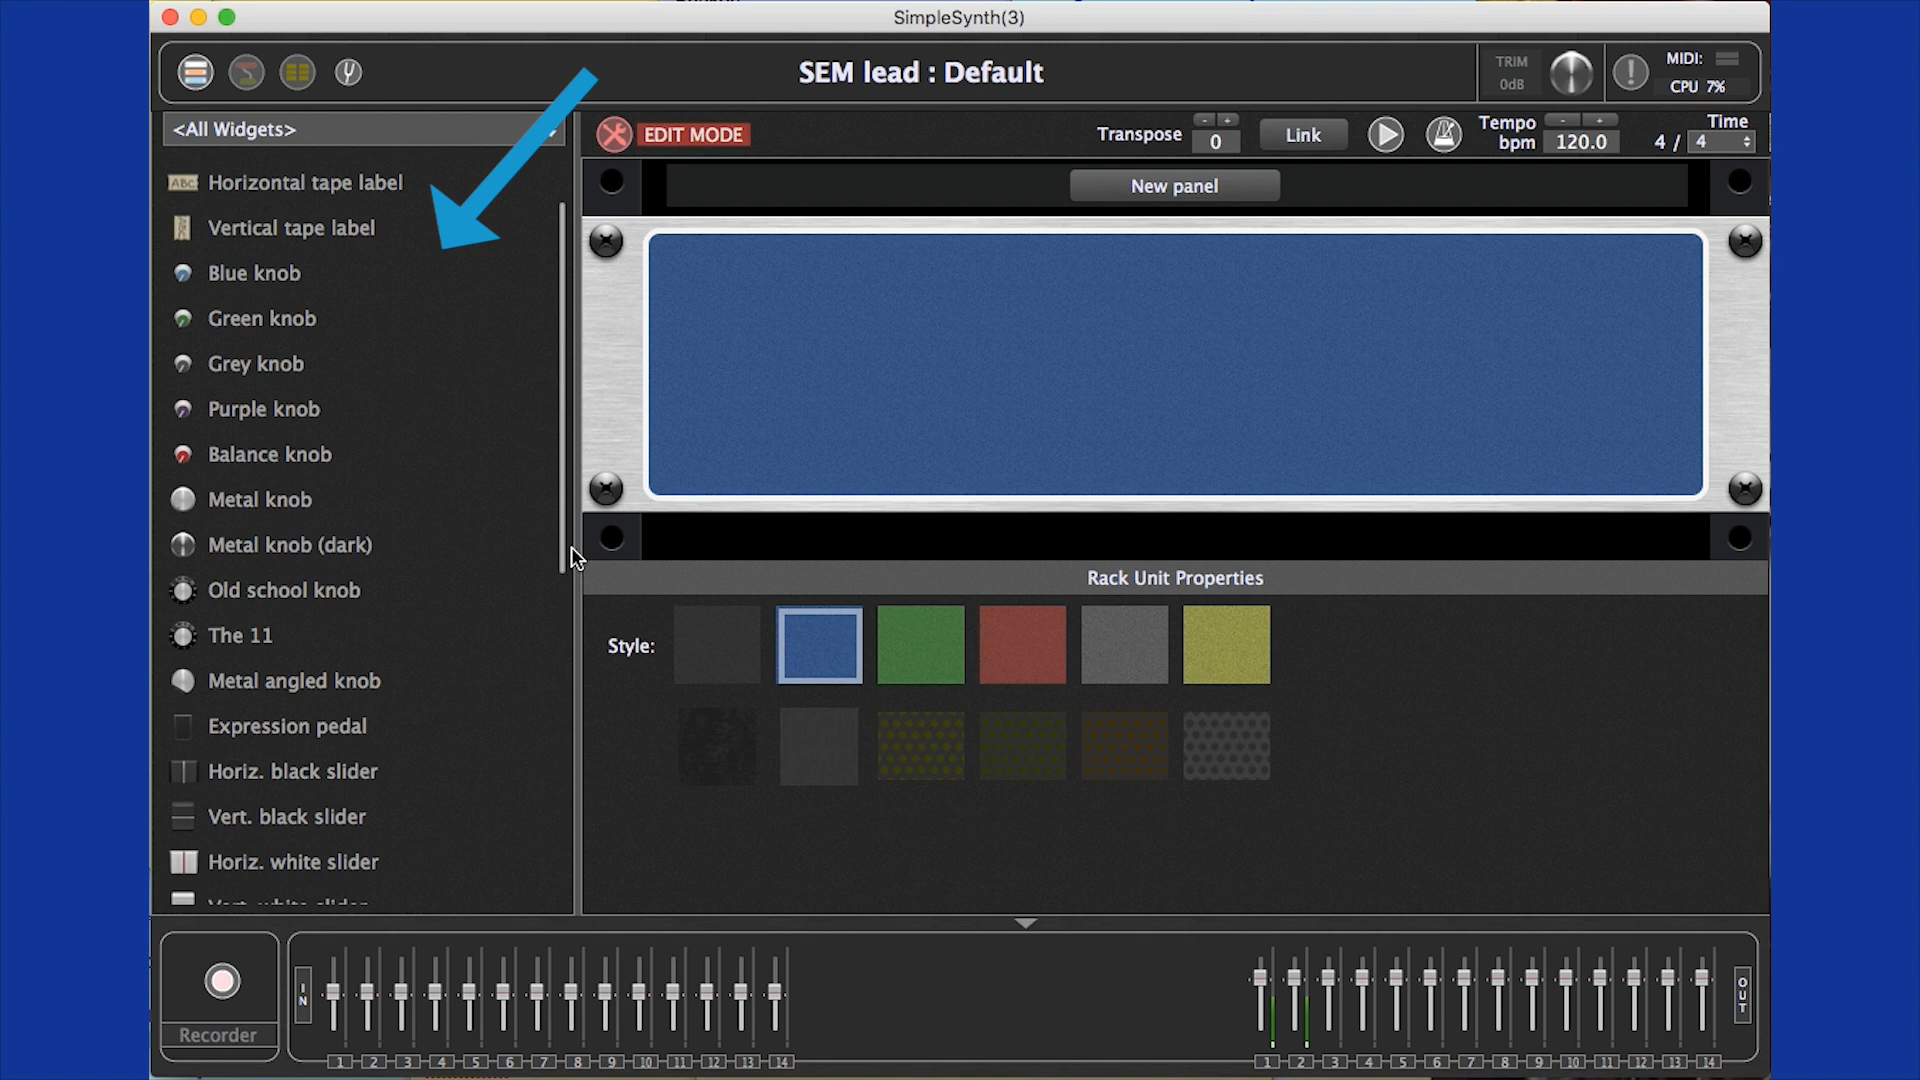 SimpleSynth(3)
SEM lead : Default
TRIM
0dB
MIDI:
CPU 7%
<All Widgets>
EDIT MODE
Transpose
- +
0
Link
Tempo
bpm
- +
120.0
Time
4 / 4
ABC Horizontal tape label
Vertical tape label
Blue knob
Green knob
Grey knob
Purple knob
Balance knob
Metal knob
Metal knob (dark)
Old school knob
The 11
Metal angled knob
Expression pedal
Horiz. black slider
Vert. black slider
Horiz. white slider
New panel
Rack Unit Properties
Style:
Recorder
IN
1 2 3 4 5 6 7 8 9 10 11 12 13 14
1 2 3 4 5 6 7 8 9 10 11 12 13 14
OUT